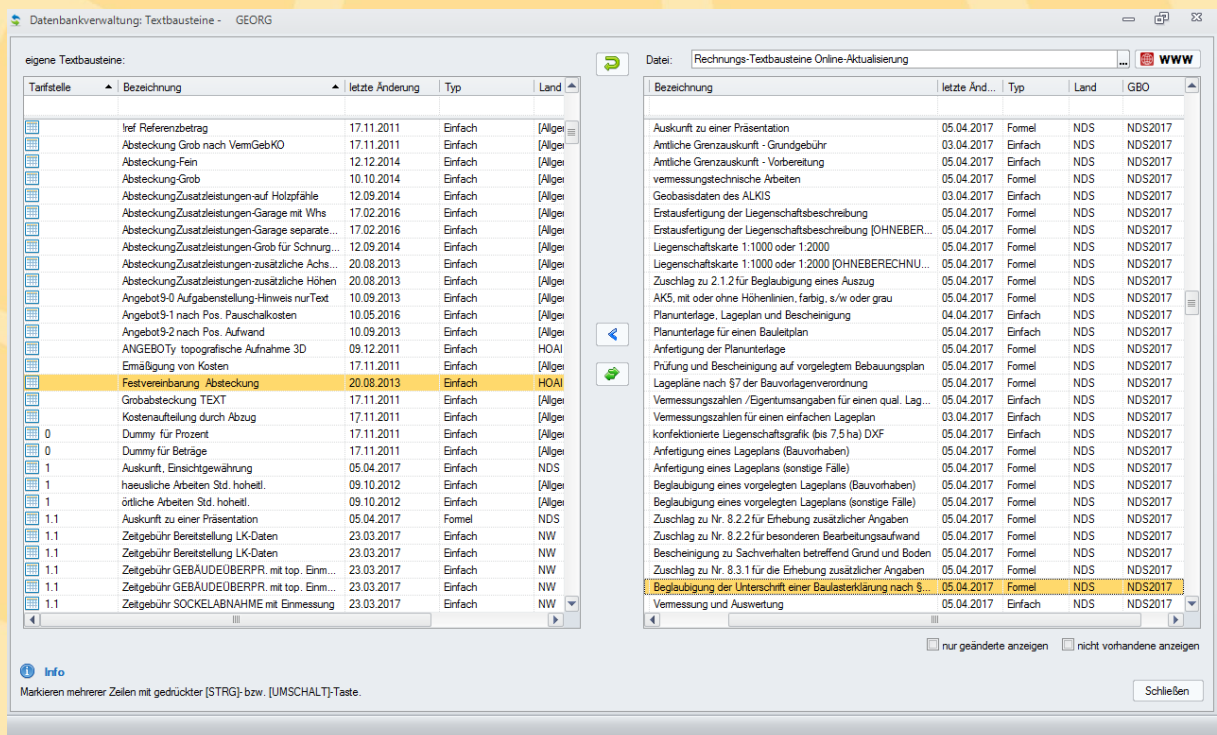 Datenbankverwaltung: Textbausteine - GEORG
eigene Textbausteine:
Datei: Rechnungs-Textbausteine Online-Aktualisierung ... WWW
Tarifstelle Bezeichnung letzte Änderung Typ Land
!ref Referenzbetrag 17.11.2011 Einfach [Allger
Absteckung Grob nach VermGebKO 17.11.2011 Einfach [Allger
Absteckung-Fein 12.12.2014 Einfach [Allger
Absteckung-Grob 10.10.2014 Einfach [Allger
AbsteckungZusatzleistungen-auf Holzpfähle 12.09.2014 Einfach [Allger
AbsteckungZusatzleistungen-Garage mit Whs 17.02.2016 Einfach [Allger
AbsteckungZusatzleistungen-Garage separate... 17.02.2016 Einfach [Allger
AbsteckungZusatzleistungen-Grob für Schnurg... 12.09.2014 Einfach [Allger
AbsteckungZusatzleistungen-zusätzliche Achs... 20.08.2013 Einfach [Allger
AbsteckungZusatzleistungen-zusätzliche Höhen 20.08.2013 Einfach [Allger
Angebot9-0 Aufgabenstellung-Hinweis nurText 10.09.2013 Einfach [Allger
Angebot9-1 nach Pos. Pauschalkosten 10.05.2016 Einfach [Allger
Angebot9-2 nach Pos. Aufwand 10.09.2013 Einfach [Allger
ANGEBOTy topografische Aufnahme 3D 09.12.2011 Einfach HOAI
Ermäßigung von Kosten 17.11.2011 Einfach [Allger
Festvereinbarung Absteckung 20.08.2013 Einfach HOAI
Grobabsteckung TEXT 17.11.2011 Einfach [Allger
Kostenaufteilung durch Abzug 17.11.2011 Einfach [Allger
0 Dummy für Prozent 17.11.2011 Einfach [Allger
0 Dummy für Beträge 17.11.2011 Einfach [Allger
1 Auskunft, Einsichtgewährung 05.04.2017 Einfach NDS
1 haeusliche Arbeiten Std. hoheitl. 09.10.2012 Einfach [Allger
1 örtliche Arbeiten Std. hoheitl. 09.10.2012 Einfach [Allger
1.1 Auskunft zu einer Präsentation 05.04.2017 Formel NDS
1.1 Zeitgebühr Bereitstellung LK-Daten 23.03.2017 Einfach NW
1.1 Zeitgebühr Bereitstellung LK-Daten 23.03.2017 Einfach NW
1.1 Zeitgebühr GEBÄUDEÜBERPR. mit top. Einm... 23.03.2017 Einfach NW
1.1 Zeitgebühr GEBÄUDEÜBERPR. mit top. Einm... 23.03.2017 Einfach NW
1.1 Zeitgebühr SOCKELABNAHME mit Einmessung 23.03.2017 Einfach NW
Bezeichnung letzte Änd... Typ Land GBO
Auskunft zu einer Präsentation 05.04.2017 Formel NDS NDS2017
Amtliche Grenzauskunft - Grundgebühr 03.04.2017 Einfach NDS NDS2017
Amtliche Grenzauskunft - Vorbereitung 05.04.2017 Formel NDS NDS2017
vermessungstechnische Arbeiten 05.04.2017 Formel NDS NDS2017
Geobasisdaten des ALKIS 03.04.2017 Einfach NDS NDS2017
Erstausfertigung der Liegenschaftsbeschreibung 05.04.2017 Formel NDS NDS2017
Erstausfertigung der Liegenschaftsbeschreibung [OHNEBER... 05.04.2017 Formel NDS NDS2017
Liegenschaftskarte 1:1000 oder 1:2000 05.04.2017 Formel NDS NDS2017
Liegenschaftskarte 1:1000 oder 1:2000 [OHNEBERECHNU... 05.04.2017 Formel NDS NDS2017
Zuschlag zu 2.1.2 für Beglaubigung eines Auszug 05.04.2017 Formel NDS NDS2017
AK5, mit oder ohne Höhenlinien, farbig, s/w oder grau 05.04.2017 Formel NDS NDS2017
Planunterlage, Lageplan und Bescheinigung 04.04.2017 Einfach NDS NDS2017
Planunterlage für einen Bauleitplan 05.04.2017 Einfach NDS NDS2017
Anfertigung der Planunterlage 05.04.2017 Formel NDS NDS2017
Prüfung und Bescheinigung auf vorgelegtem Bebauungsplan 05.04.2017 Formel NDS NDS2017
Lagepläne nach §7 der Bauvorlagenverordnung 05.04.2017 Formel NDS NDS2017
Vermessungszahlen /Eigentumsangaben für einen qual. Lag... 05.04.2017 Formel NDS NDS2017
Vermessungszahlen für einen einfachen Lageplan 03.04.2017 Einfach NDS NDS2017
konfektionierte Liegenschaftsgrafik (bis 7,5 ha) DXF 05.04.2017 Formel NDS NDS2017
Anfertigung eines Lageplans (Bauvorhaben) 05.04.2017 Formel NDS NDS2017
Anfertigung eines Lageplans (sonstige Fälle) 05.04.2017 Formel NDS NDS2017
Beglaubigung eines vorgelegten Lageplans (Bauvorhaben) 05.04.2017 Formel NDS NDS2017
Beglaubigung eines vorgelegten Lageplans (sonstige Fälle) 05.04.2017 Formel NDS NDS2017
Zuschlag zu Nr. 8.2.2 für Erhebung zusätzlicher Angaben 05.04.2017 Formel NDS NDS2017
Zuschlag zu Nr. 8.2.2 für besonderen Bearbeitungsaufwand 05.04.2017 Formel NDS NDS2017
Bescheinigung zu Sachverhalten betreffend Grund und Boden 05.04.2017 Formel NDS NDS2017
Zuschlag zu Nr. 8.3.1 für die Erhebung zusätzlicher Angaben 05.04.2017 Formel NDS NDS2017
Beglaubigung der Unterschrift einer Baulasterklärung nach §... 05.04.2017 Formel NDS NDS2017
Vermessung und Auswertung 05.04.2017 Einfach NDS NDS2017
nur geänderte anzeigen nicht vorhandene anzeigen
Info
Markieren mehrerer Zeilen mit gedrückter [STRG]- bzw. [UMSCHALT]-Taste.
Schließen